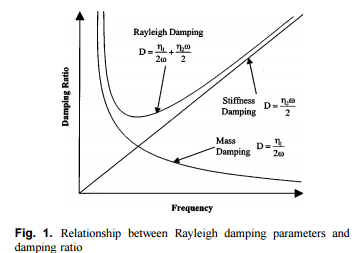 Rayleigh Damping
D = η₁/2ω + η₂ω/2
Damping Ratio
Stiffness
Damping D = η₂ω/2
Mass
Damping D = η₁/2ω
Frequency
Fig. 1. Relationship between Rayleigh damping parameters and
damping ratio